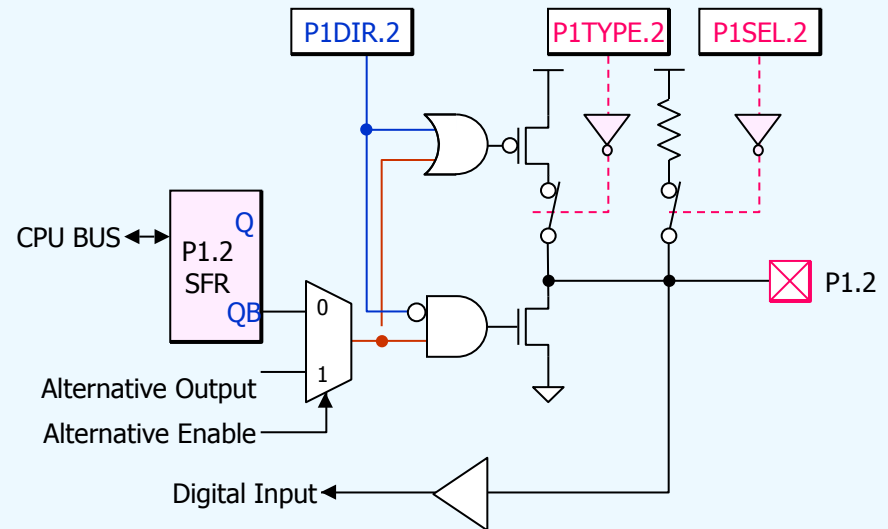 P1DIR.2
P1TYPE.2
P1SEL.2
CPU BUS
Q
P1.2
SFR
QB
0
1
P1.2
Alternative Output
Alternative Enable
Digital Input